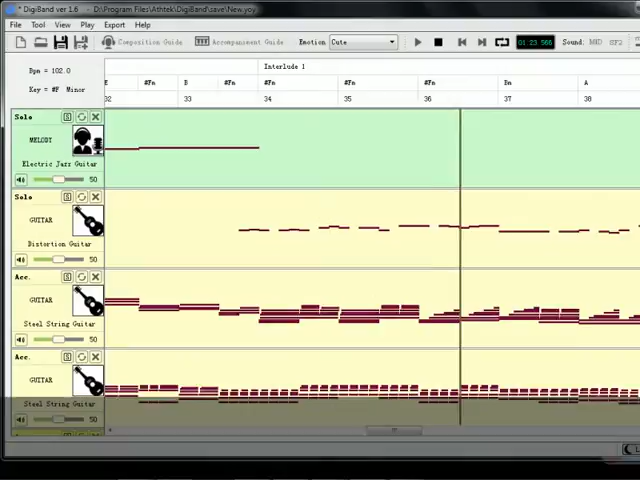 * DigiBand ver 1.6 - D:\Program Files\Athtek\DigiBand\save\New.yoy
File Tool View Play Export Help
Composition Guide Accompaniment Guide Emotion Cute 01:23 566 Sound: MID SF2
Bpm = 102.0
Key = #F Minor
Interlude 1
E #Fm B #Fm #Fm #Fm #Fm Bm A
32 33 34 35 36 37 38
Solo S
MELODY
Electric Jazz Guitar
50
Solo S
GUITAR
Distortion Guitar
50
Acc. S
GUITAR
Steel String Guitar
50
Acc. S
GUITAR
Steel String Guitar
50